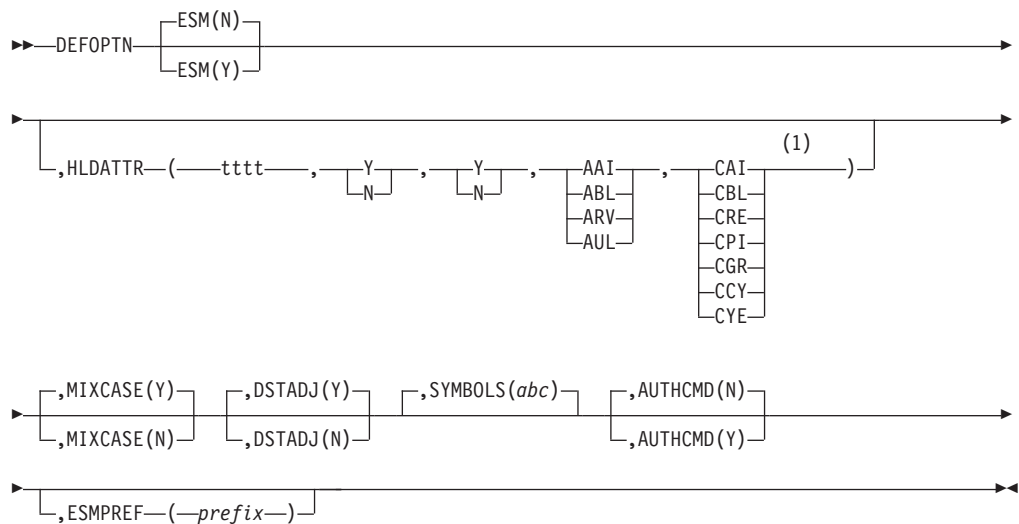 ESM(N)
DEFOPTN
ESM(Y)
(1)
,HLDATTR ( tttt , Y , Y , AAI , CAI )
N N ABL CBL
ARV CRE
AUL CPI
CGR
CCY
CYE
,MIXCASE(Y) ,DSTADJ(Y) ,SYMBOLS(abc) ,AUTHCMD(N)
,MIXCASE(N) ,DSTADJ(N) ,AUTHCMD(Y)
,ESMPREF ( prefix )